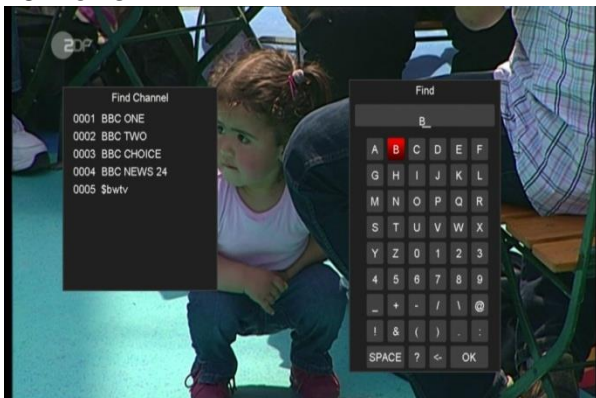 ZDF
Find Channel
0001 BBC ONE
0002 BBC TWO
0003 BBC CHOICE
0004 BBC NEWS 24
0005 $bwtv
Find
B_
A B C D E F
G H I J K L
M N O P Q R
S T U V W X
Y Z 0 1 2 3
4 5 6 7 8 9
_ + - / \ @
! & ( ) . :
SPACE ? <- OK